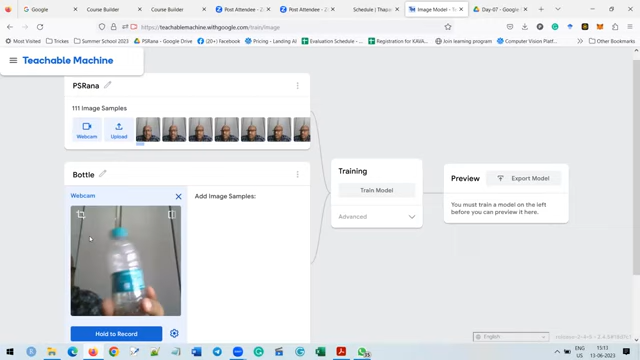 Google
Course Builder
Course Builder
Post Attendee - Z
Post Attendee - Z
Schedule | Thapa
Image Model - T
Day-07 - Google D
https://teachablemachine.withgoogle.com/train/image
Most Visited
Tricks
Summer School 2023
PSRana - Google Drive
(20+) Facebook
Pricing - Landing AI
Evaluation Schedule -
Registration for KAVA
Join learning program
Computer Vision Platf
Other Bookmarks
Teachable Machine
PSRana
111 Image Samples
Webcam
Upload
Bottle
Webcam
Add Image Samples:
Hold to Record
Training
Train Model
Advanced
Preview
Export Model
You must train a model on the left
before you can preview it here.
English
ENG
US
15:13
13-06-2023